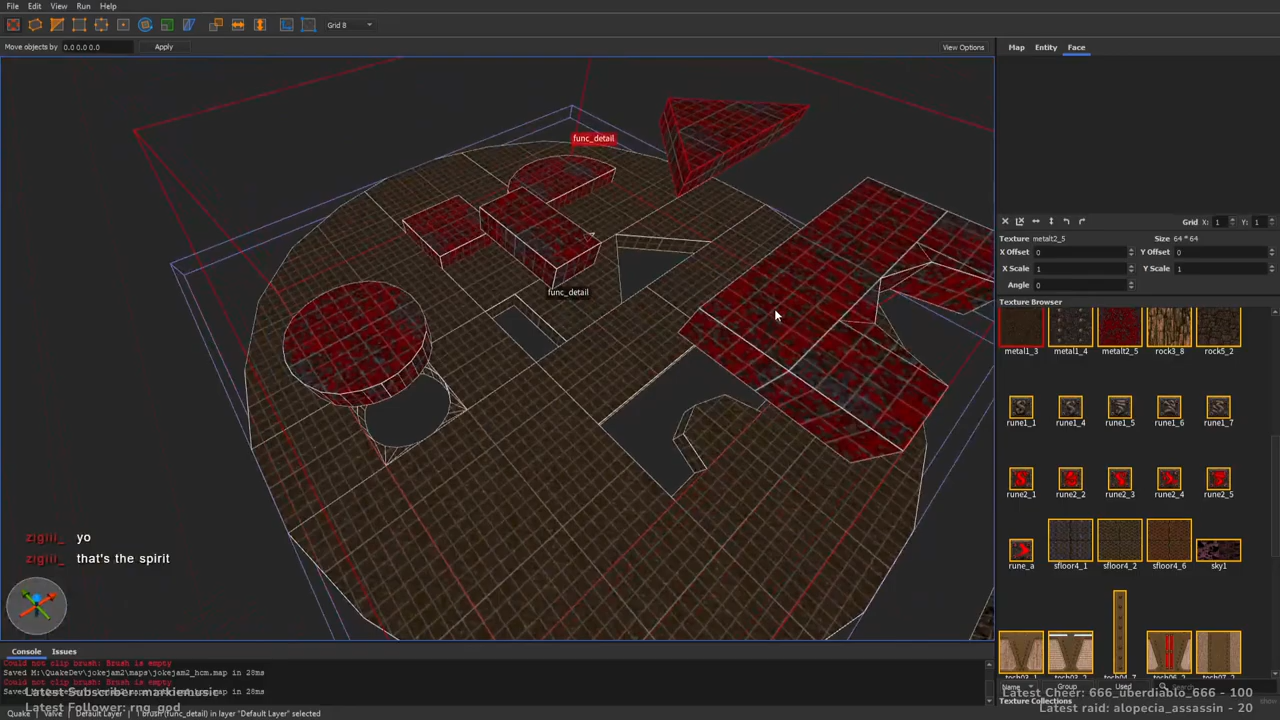 File Edit View Run Help
Grid 8
Move objects by 0.0 0.0 0.0 Apply View Options
Map Entity Face
func_detail
func_detail
Grid X: 1 Y: 1
Texture metalt2_5 Size 64 * 64
X Offset 0 Y Offset 0
X Scale 1 Y Scale 1
Angle 0
Texture Browser
metal1_3 metal1_4 metalt2_5 rock3_8 rock5_2
rune1_1 rune1_4 rune1_5 rune1_6 rune1_7
rune2_1 rune2_2 rune2_3 rune2_4 rune2_5
rune_a sfloor4_1 sfloor4_2 sfloor4_6 sky1
Name Group Used
Texture Collections
zigiii_ yo
zigiii_ that's the spirit
Console Issues
Could not clip brush: Brush is empty
Saved M:\QuakeDev\jokejam2\maps\jokejam2_hcm.map in 28ms
Could not clip brush: Brush is empty
Latest Subscriber: markiemusic
Latest Follower: rng_god
Quake Valve Default Layer 1 brush (func_detail) in layer "Default Layer" selected
Latest Cheer: 666_uberdiablo_666 - 100
Latest raid: alopecia_assassin - 20